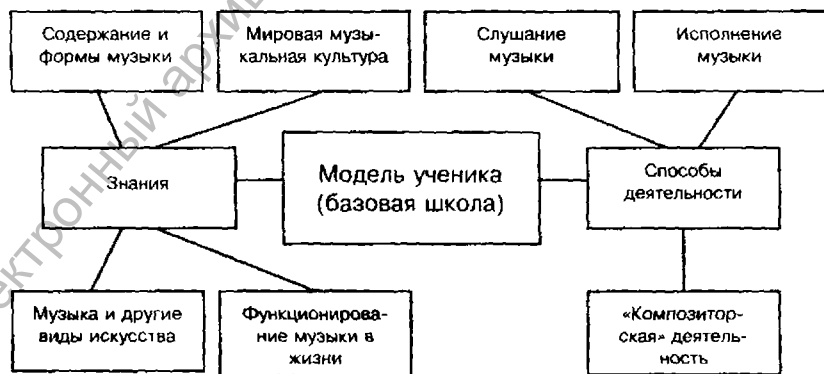 Содержание и
формы музыки
Мировая музы-
кальная культура
Слушание
музыки
Исполнение
музыки
Знания
Модель ученика
(базовая школа)
Способы
деятельности
Музыка и другие
виды искусства
Функционирова-
ние музыки в
жизни
«Композитор-
ская» деятель-
ность